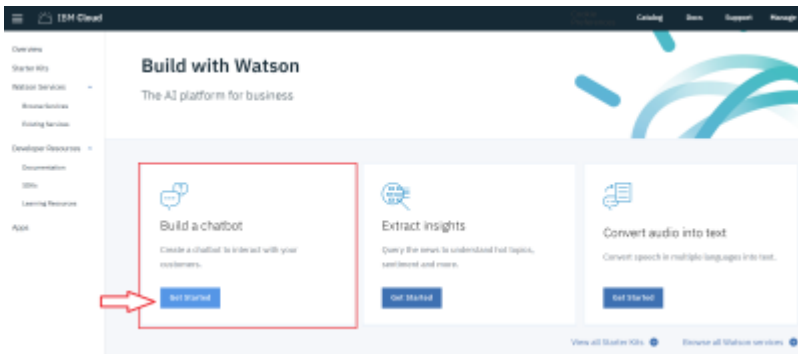 IBM Cloud
Catalog
Docs
Support
Manage
Overview
Starter Kits
Watson Services
Browse Services
Existing Services
Developer Resources
Documentation
SDKs
Learning Resources
Apps
Build with Watson
The AI platform for business
Build a chatbot
Create a chatbot to interact with your
customers.
Get Started
Extract insights
Query the news to understand hot topics,
sentiment and more.
Get Started
Convert audio into text
Convert speech in multiple languages into text.
Get Started
View all Starter Kits
Browse all Watson services